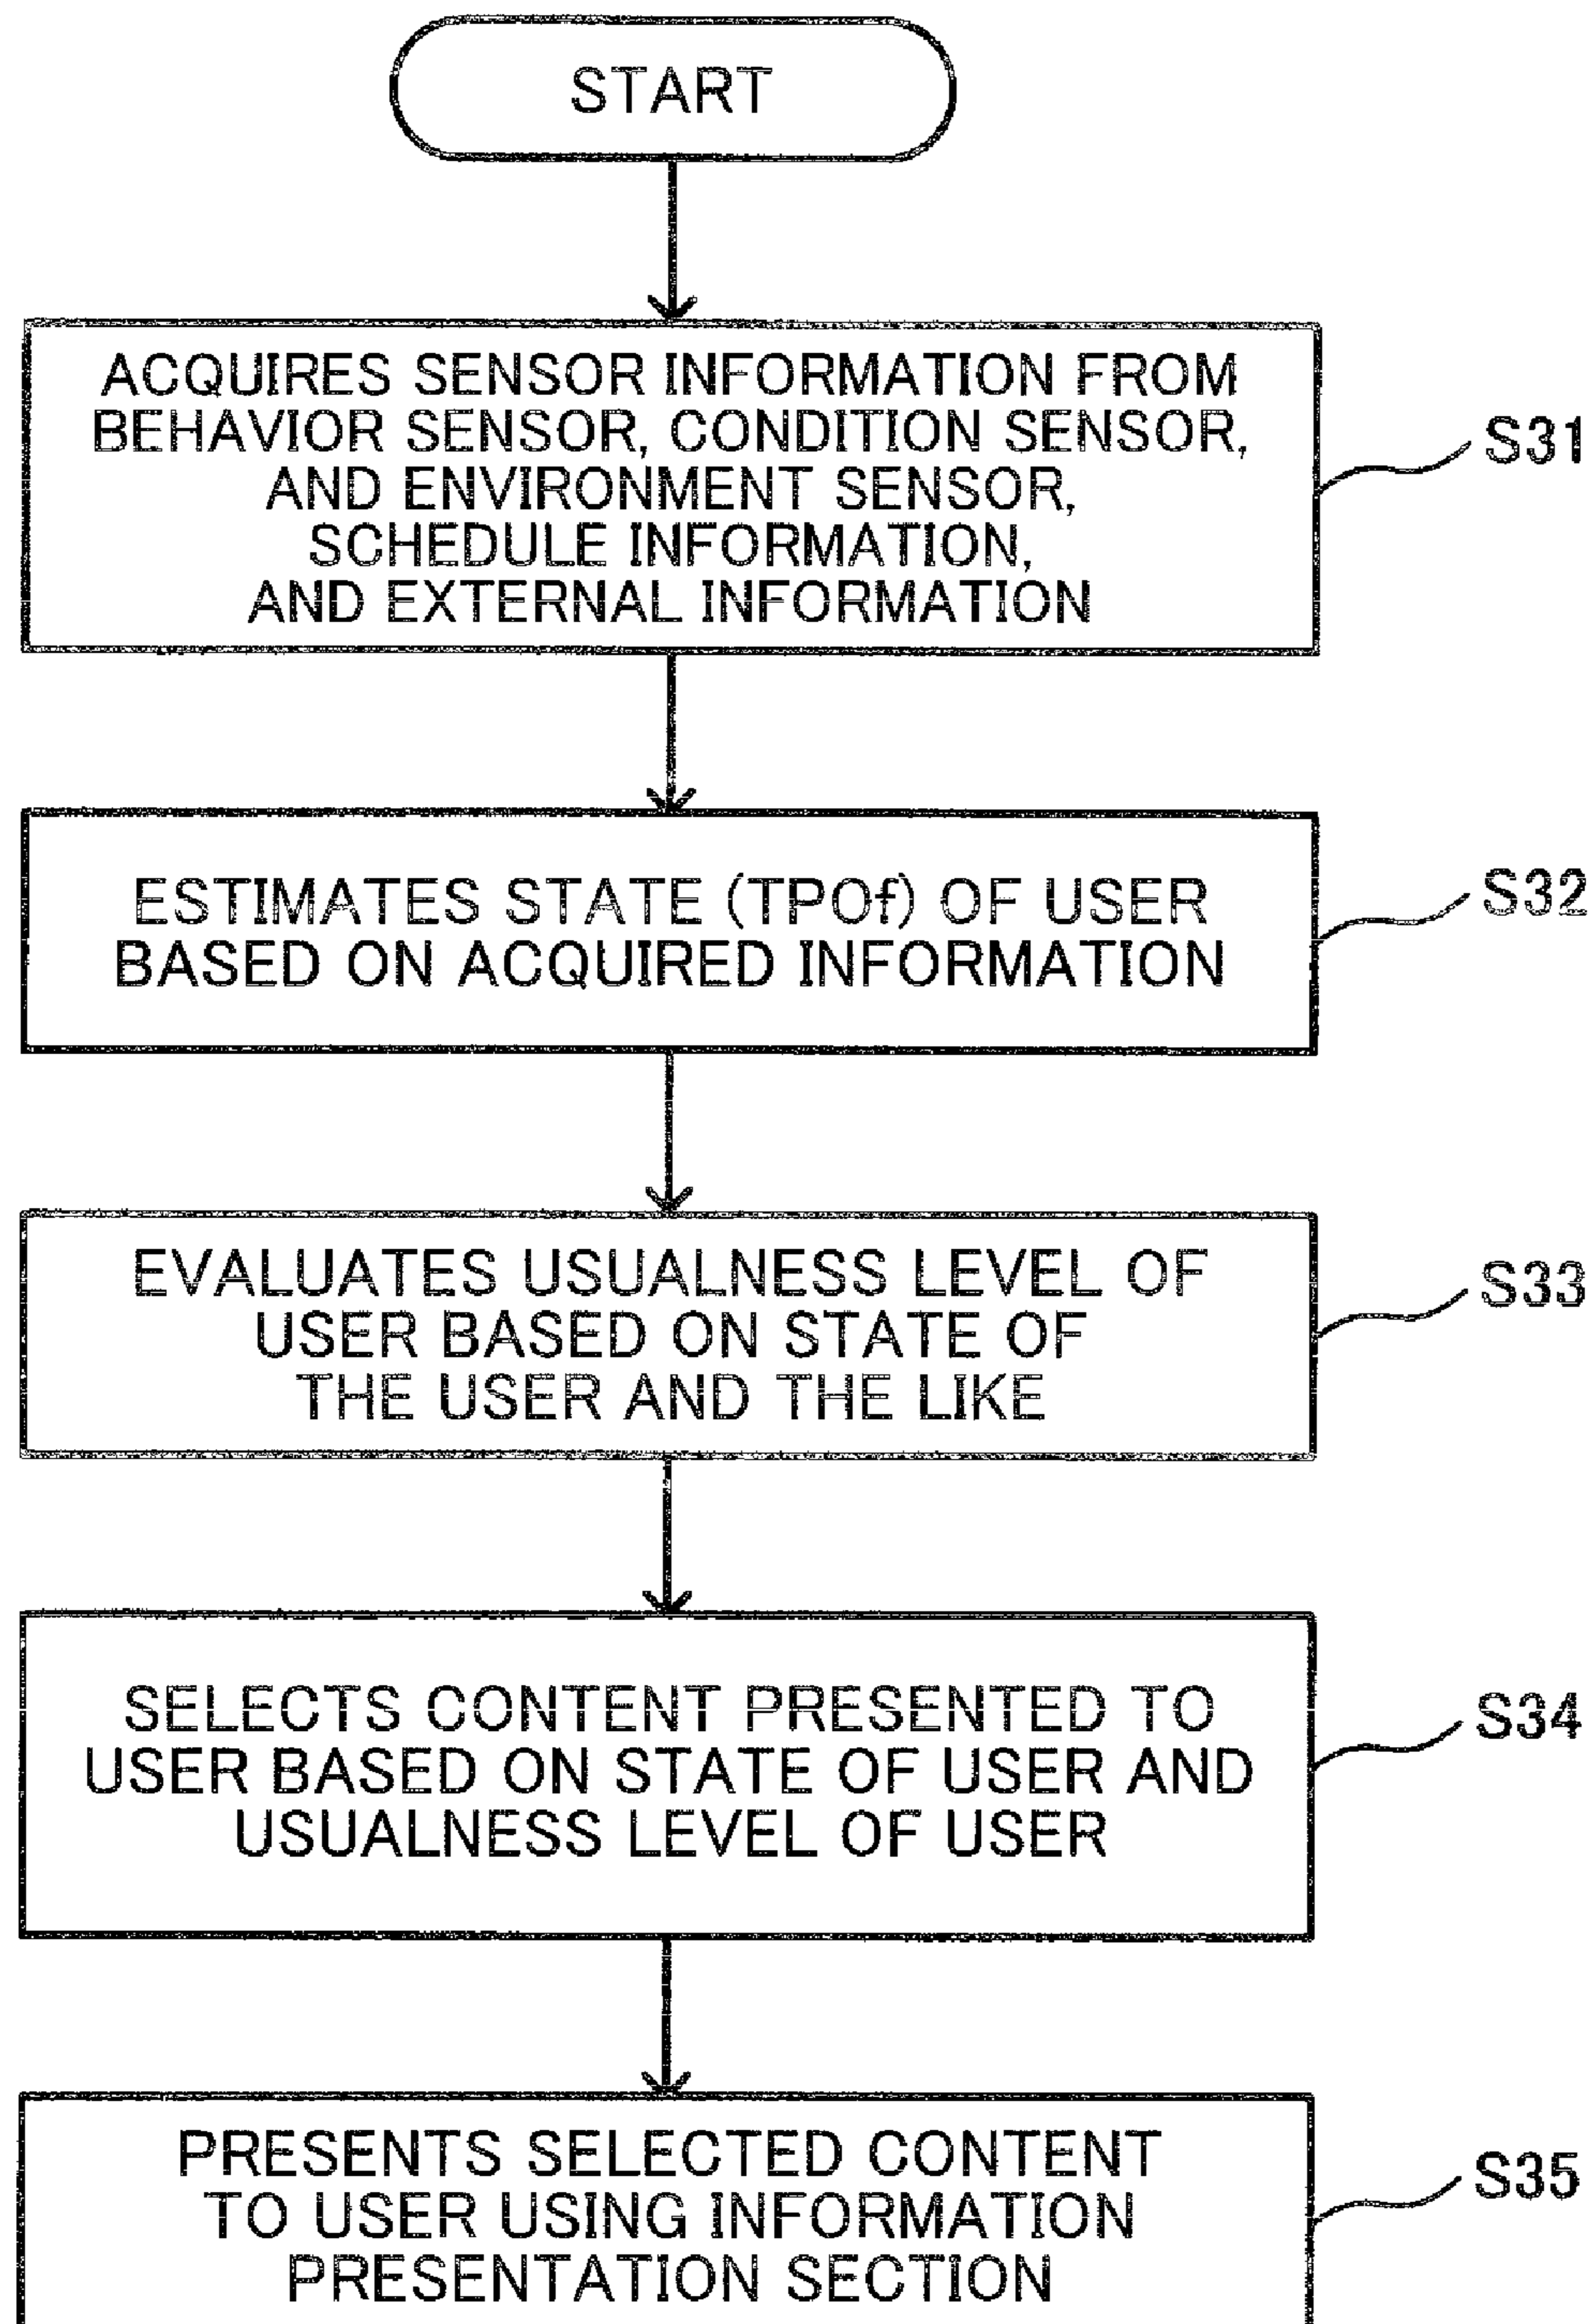 START
ACQUIRES SENSOR INFORMATION FROM
BEHAVIOR SENSOR, CONDITION SENSOR,
AND ENVIRONMENT SENSOR,
SCHEDULE INFORMATION,
AND EXTERNAL INFORMATION
S31
ESTIMATES STATE (TPOf) OF USER
BASED ON ACQUIRED INFORMATION
S32
EVALUATES USUALNESS LEVEL OF
USER BASED ON STATE OF
THE USER AND THE LIKE
S33
SELECTS CONTENT PRESENTED TO
USER BASED ON STATE OF USER AND
USUALNESS LEVEL OF USER
S34
PRESENTS SELECTED CONTENT
TO USER USING INFORMATION
PRESENTATION SECTION
S35